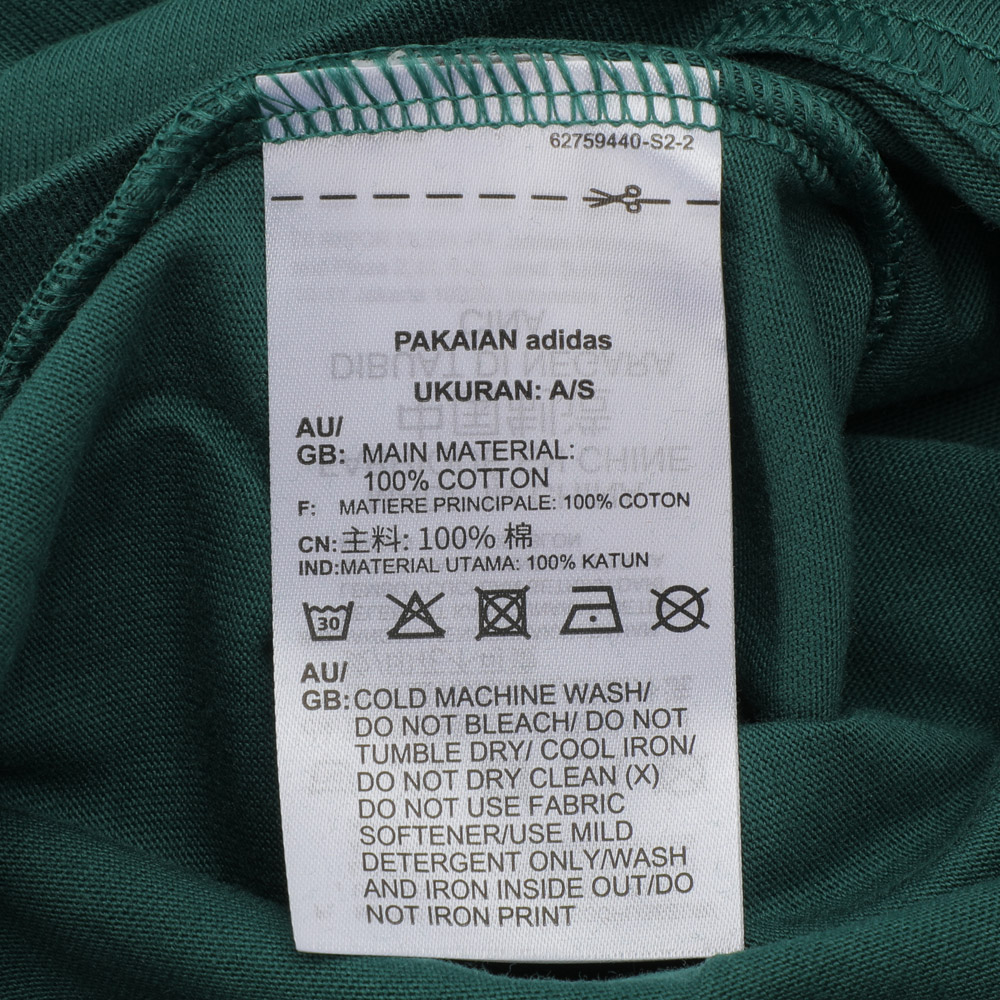 62759440-S2-2
PAKAIAN adidas
UKURAN: A/S
AU/
GB: MAIN MATERIAL:
100% COTTON
F: MATIERE PRINCIPALE: 100% COTON
CN: 主料: 100% 棉
IND: MATERIAL UTAMA: 100% KATUN
30
AU/
GB: COLD MACHINE WASH/
DO NOT BLEACH/ DO NOT
TUMBLE DRY/ COOL IRON/
DO NOT DRY CLEAN (X)
DO NOT USE FABRIC
SOFTENER/USE MILD
DETERGENT ONLY/WASH
AND IRON INSIDE OUT/DO
NOT IRON PRINT